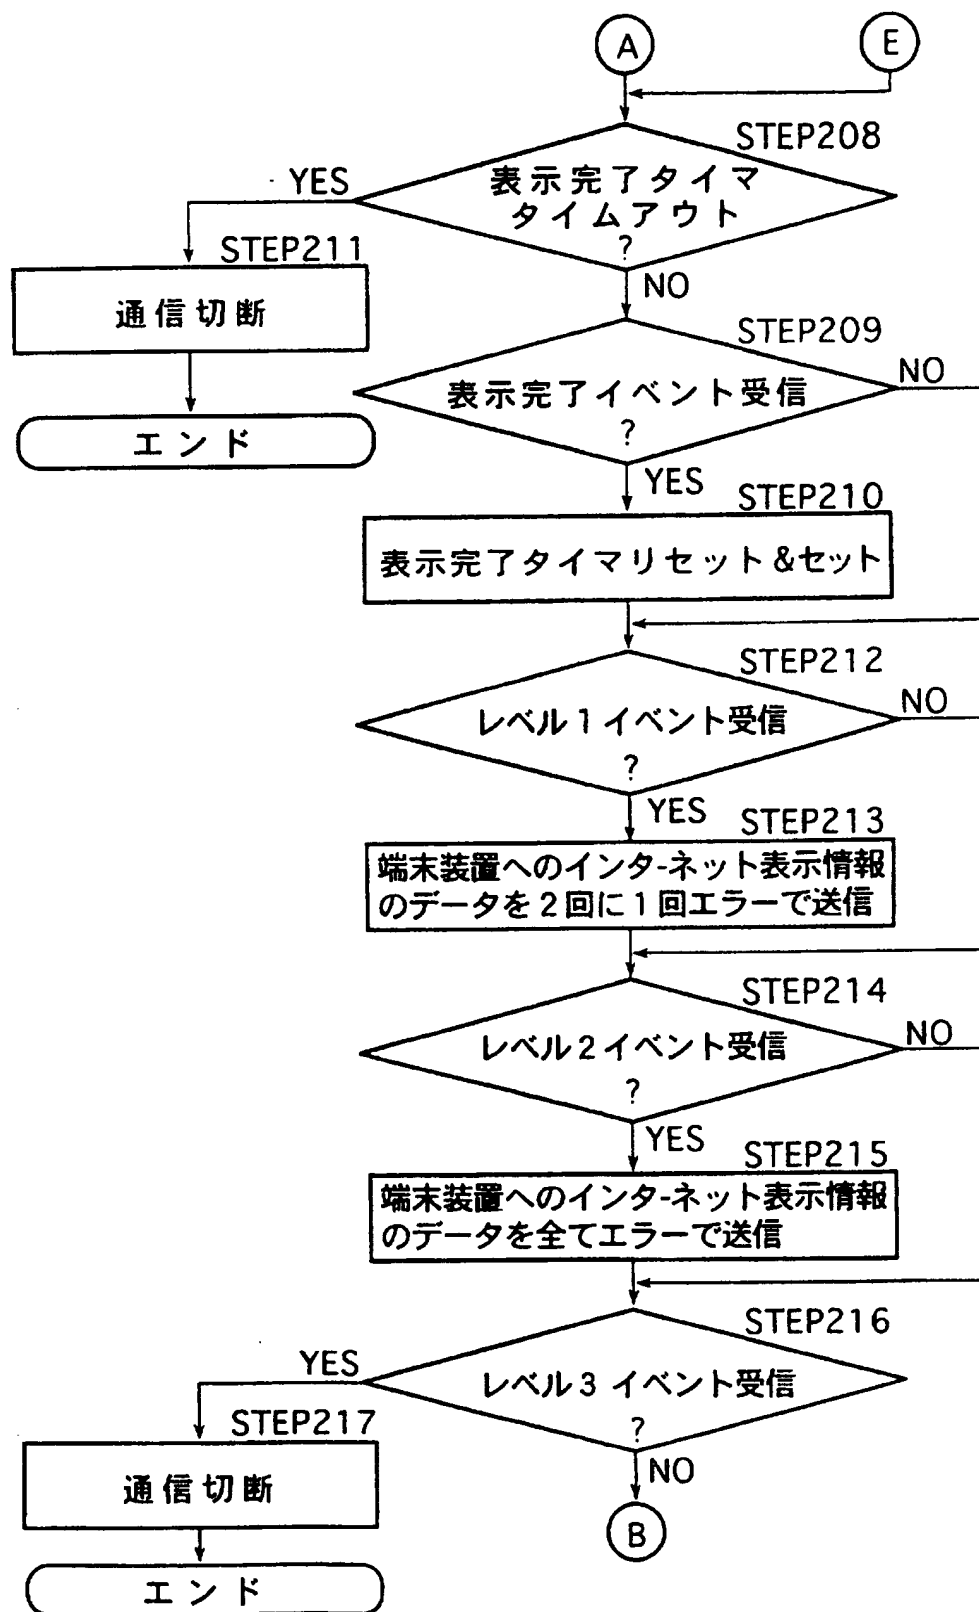 A
E
STEP208
YES
表示完了タイマ
タイムアウト
?
STEP211
NO
通信切断
STEP209
NO
表示完了イベント受信
?
エンド
YES
STEP210
表示完了タイマリセット&セット
STEP212
NO
レベル1イベント受信
?
YES
STEP213
端末装置へのインタ-ネット表示情報
のデータを2回に1回エラーで送信
STEP214
NO
レベル2イベント受信
?
YES
STEP215
端末装置へのインタ-ネット表示情報
のデータを全てエラーで送信
STEP216
YES
レベル3イベント受信
?
STEP217
NO
通信切断
B
エンド